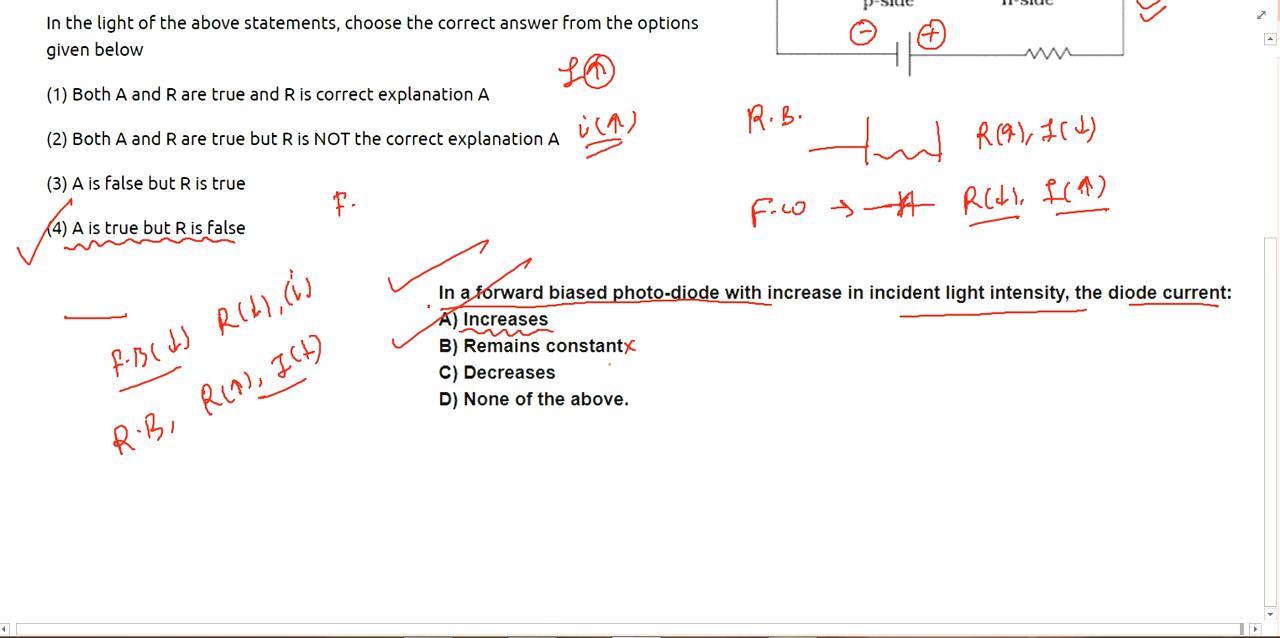 p-side n-side
In the light of the above statements, choose the correct answer from the options
given below
(1) Both A and R are true and R is correct explanation A
(2) Both A and R are true but R is NOT the correct explanation A
(3) A is false but R is true
(4) A is true but R is false
− +
I(↑)
i(↑)
R.B.
R(↑), I(↓)
F.
R(↓), I(↑)
In a forward biased photo-diode with increase in incident light intensity, the diode current:
A) Increases
B) Remains constant
C) Decreases
D) None of the above.
F.B(↓) R(↓),
R.B, R(↑),